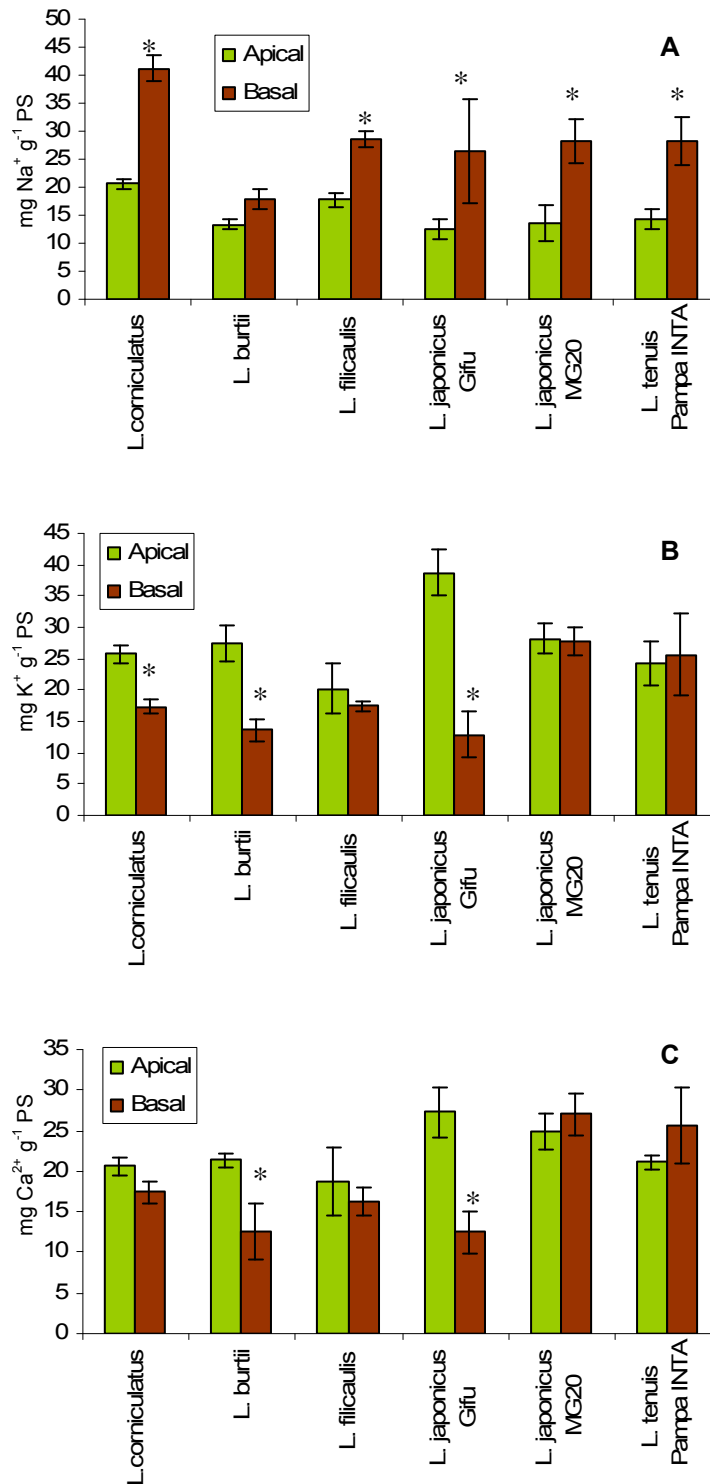 A
Apical
Basal
mg Na⁺ g⁻¹ PS
50
45
40
35
30
25
20
15
10
5
0
*
*
*
*
*
L.corniculatus
L. burtii
L. filicaulis
L. japonicus
Gifu
L. japonicus
MG20
L. tenuis
Pampa INTA
B
Apical
Basal
mg K⁺ g⁻¹ PS
45
40
35
30
25
20
15
10
5
0
*
*
*
L.corniculatus
L. burtii
L. filicaulis
L. japonicus
Gifu
L. japonicus
MG20
L. tenuis
Pampa INTA
C
Apical
Basal
mg Ca²⁺ g⁻¹ PS
35
30
25
20
15
10
5
0
*
*
L.corniculatus
L. burtii
L. filicaulis
L. japonicus
Gifu
L. japonicus
MG20
L. tenuis
Pampa INTA